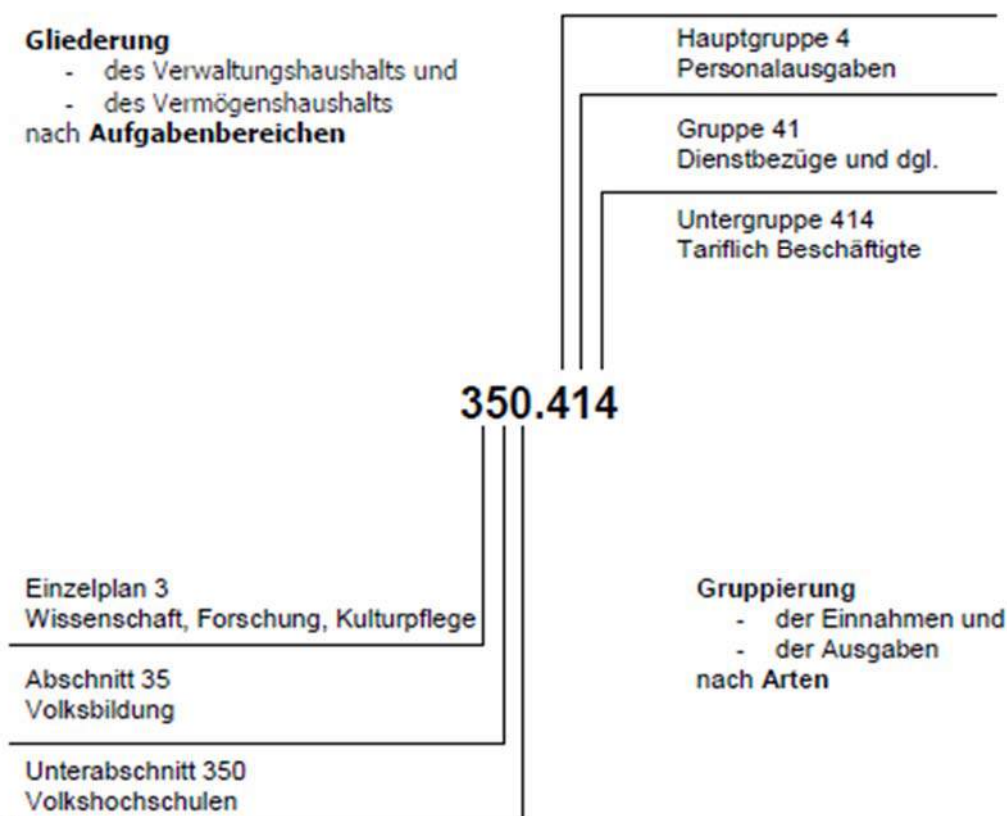 Gliederung
- des Verwaltungshaushalts und
- des Vermögenshaushalts
nach Aufgabenbereichen
Hauptgruppe 4
Personalausgaben
Gruppe 41
Dienstbezüge und dgl.
Untergruppe 414
Tariflich Beschäftigte
350.414
Einzelplan 3
Wissenschaft, Forschung, Kulturpflege
Abschnitt 35
Volksbildung
Unterabschnitt 350
Volkshochschulen
Gruppierung
- der Einnahmen und
- der Ausgaben
nach Arten